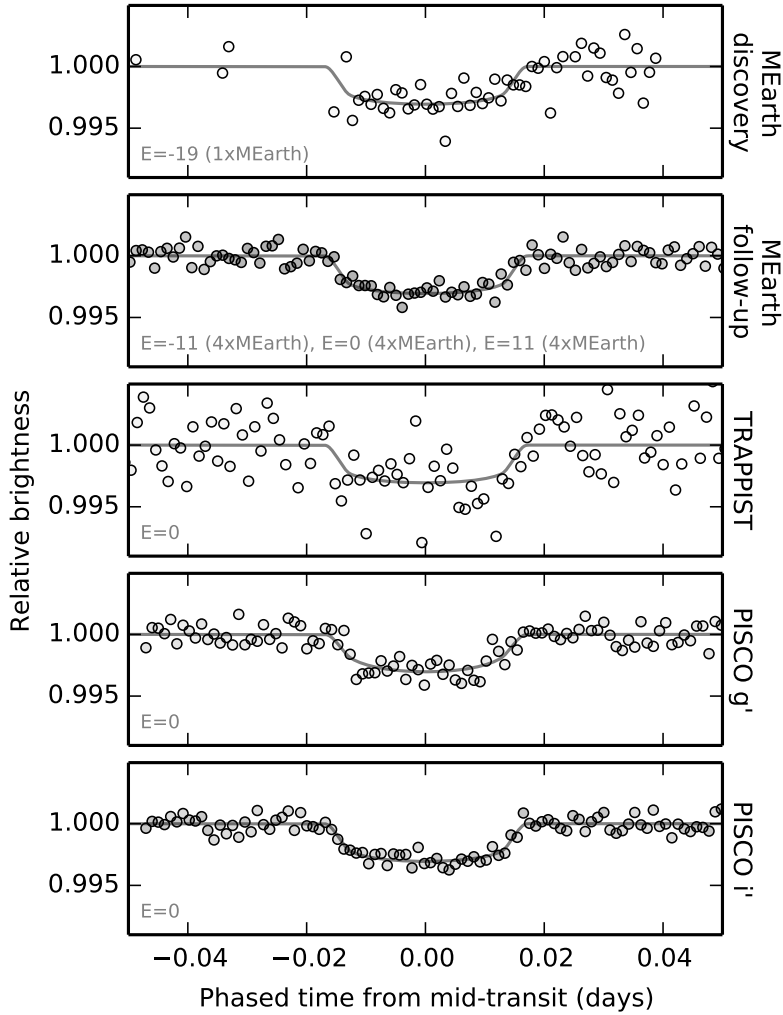 1.000
0.995
E=-19 (1xMEarth)
MEarth
discovery
1.000
0.995
E=-11 (4xMEarth), E=0 (4xMEarth), E=11 (4xMEarth)
MEarth
follow-up
Relative brightness
1.000
0.995
E=0
TRAPPIST
1.000
0.995
E=0
PISCO g'
1.000
0.995
E=0
PISCO i'
−0.04 −0.02 0.00 0.02 0.04
Phased time from mid-transit (days)